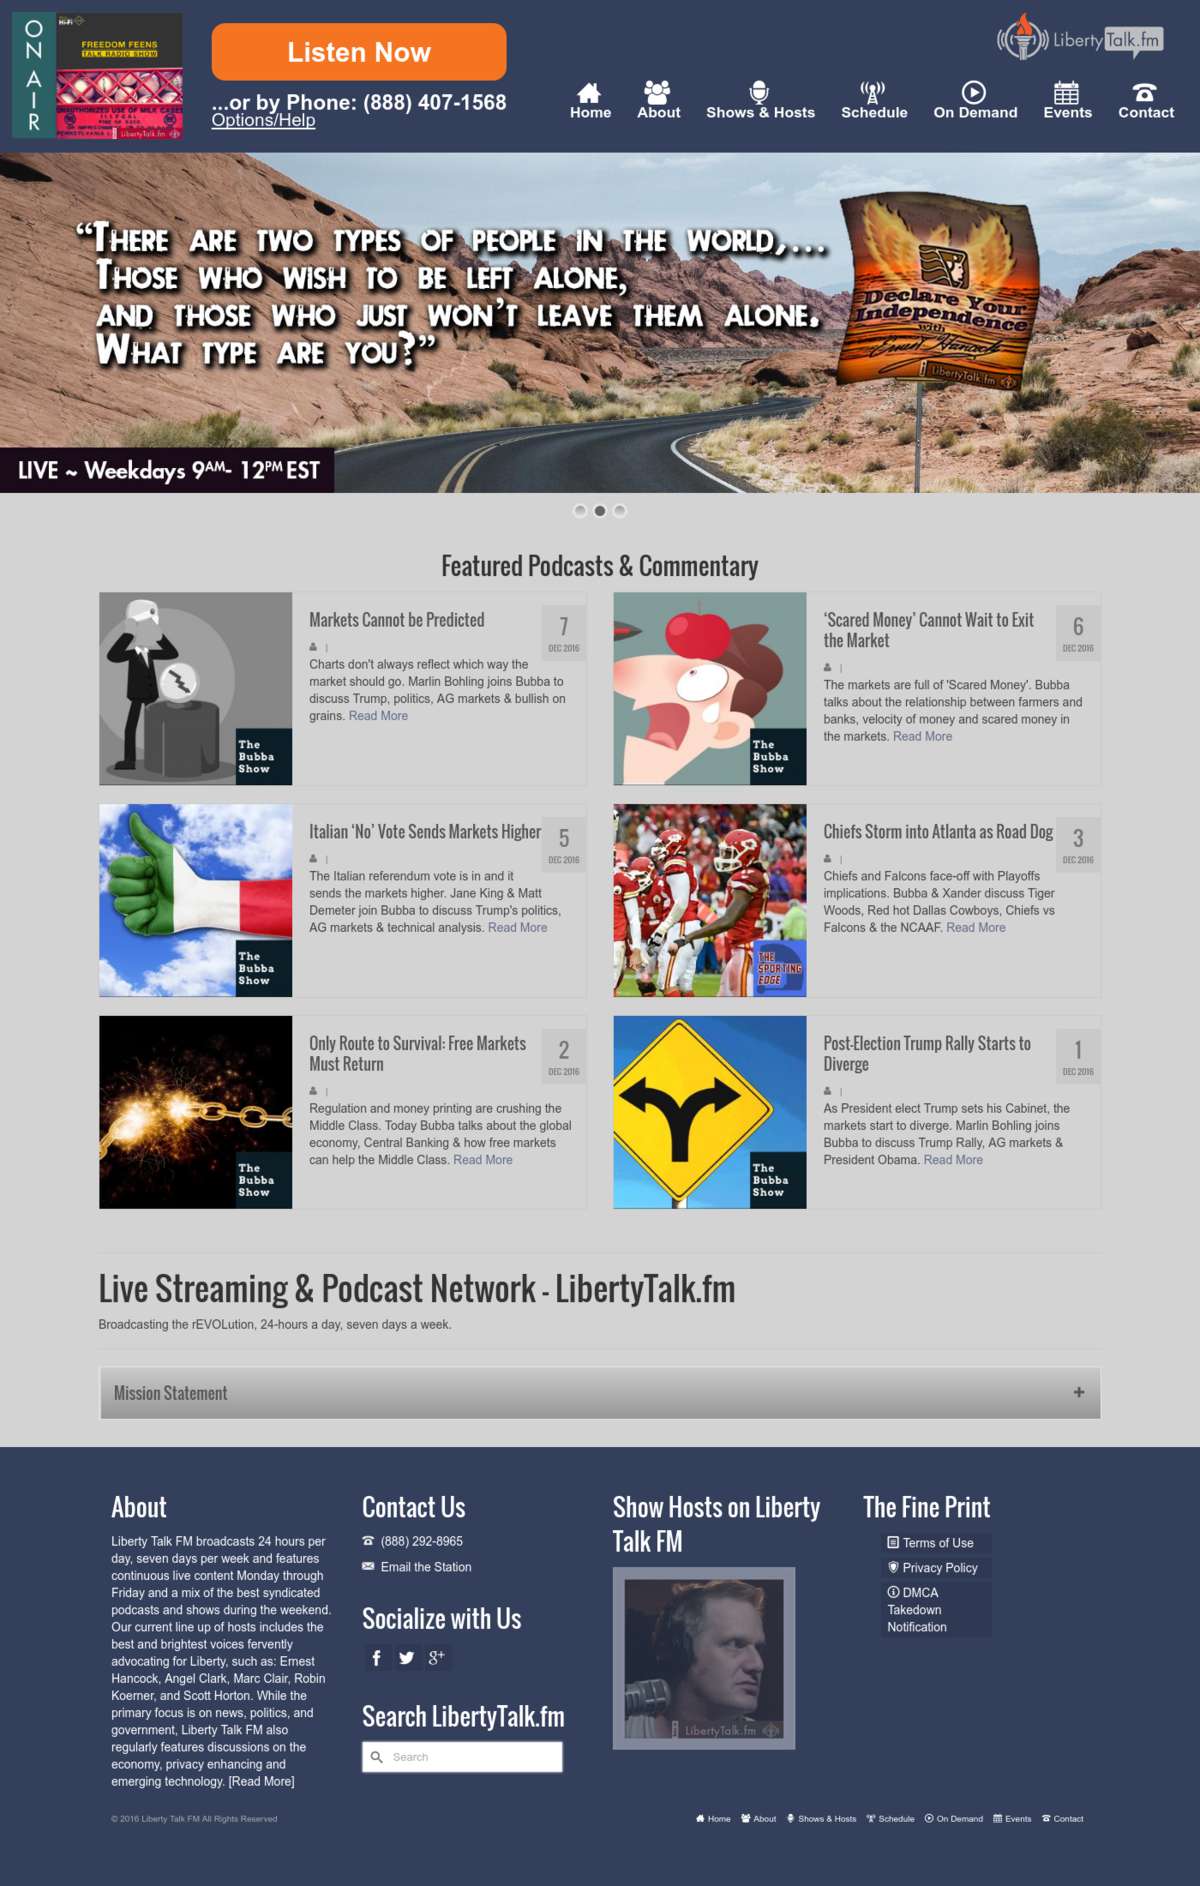 ON AIR
Hi-Fi
FREEDOM FEENS
TALK RADIO SHOW
UNAUTHORIZED USE OF MILK CASES
ILLEGAL
LibertyTalk.fm
Listen Now
...or by Phone: (888) 407-1568
Options/Help
LibertyTalk.fm
Home
About
Shows & Hosts
Schedule
On Demand
Events
Contact
“There are two types of people in the world,...
Those who wish to be left alone,
and those who just won’t leave them alone.
What type are you?”
Declare Your
Independence
with
Ernest Hancock
LibertyTalk.fm
LIVE ~ Weekdays 9AM- 12PM EST
Featured Podcasts & Commentary
Markets Cannot be Predicted
7
DEC 2016
|
Charts don't always reflect which way the
market should go. Marlin Bohling joins Bubba to
discuss Trump, politics, AG markets & bullish on
grains. Read More
The
Bubba
Show
‘Scared Money’ Cannot Wait to Exit
the Market
6
DEC 2016
|
The markets are full of 'Scared Money'. Bubba
talks about the relationship between farmers and
banks, velocity of money and scared money in
the markets. Read More
The
Bubba
Show
Italian ‘No’ Vote Sends Markets Higher
5
DEC 2016
|
The Italian referendum vote is in and it
sends the markets higher. Jane King & Matt
Demeter join Bubba to discuss Trump's politics,
AG markets & technical analysis. Read More
The
Bubba
Show
Chiefs Storm into Atlanta as Road Dog
3
DEC 2016
|
Chiefs and Falcons face-off with Playoffs
implications. Bubba & Xander discuss Tiger
Woods, Red hot Dallas Cowboys, Chiefs vs
Falcons & the NCAAF. Read More
THE
SPORTING
EDGE
Only Route to Survival: Free Markets
Must Return
2
DEC 2016
|
Regulation and money printing are crushing the
Middle Class. Today Bubba talks about the global
economy, Central Banking & how free markets
can help the Middle Class. Read More
The
Bubba
Show
Post-Election Trump Rally Starts to
Diverge
1
DEC 2016
|
As President elect Trump sets his Cabinet, the
markets start to diverge. Marlin Bohling joins
Bubba to discuss Trump Rally, AG markets &
President Obama. Read More
The
Bubba
Show
Live Streaming & Podcast Network - LibertyTalk.fm
Broadcasting the rEVOLution, 24-hours a day, seven days a week.
Mission Statement +
About
Liberty Talk FM broadcasts 24 hours per
day, seven days per week and features
continuous live content Monday through
Friday and a mix of the best syndicated
podcasts and shows during the weekend.
Our current line up of hosts includes the
best and brightest voices fervently
advocating for Liberty, such as: Ernest
Hancock, Angel Clark, Marc Clair, Robin
Koerner, and Scott Horton. While the
primary focus is on news, politics, and
government, Liberty Talk FM also
regularly features discussions on the
economy, privacy enhancing and
emerging technology. [Read More]
Contact Us
(888) 292-8965
Email the Station
Socialize with Us
Search LibertyTalk.fm
Search
Show Hosts on Liberty
Talk FM
LibertyTalk.fm
The Fine Print
Terms of Use
Privacy Policy
DMCA
Takedown
Notification
© 2016 Liberty Talk FM All Rights Reserved
Home
About
Shows & Hosts
Schedule
On Demand
Events
Contact